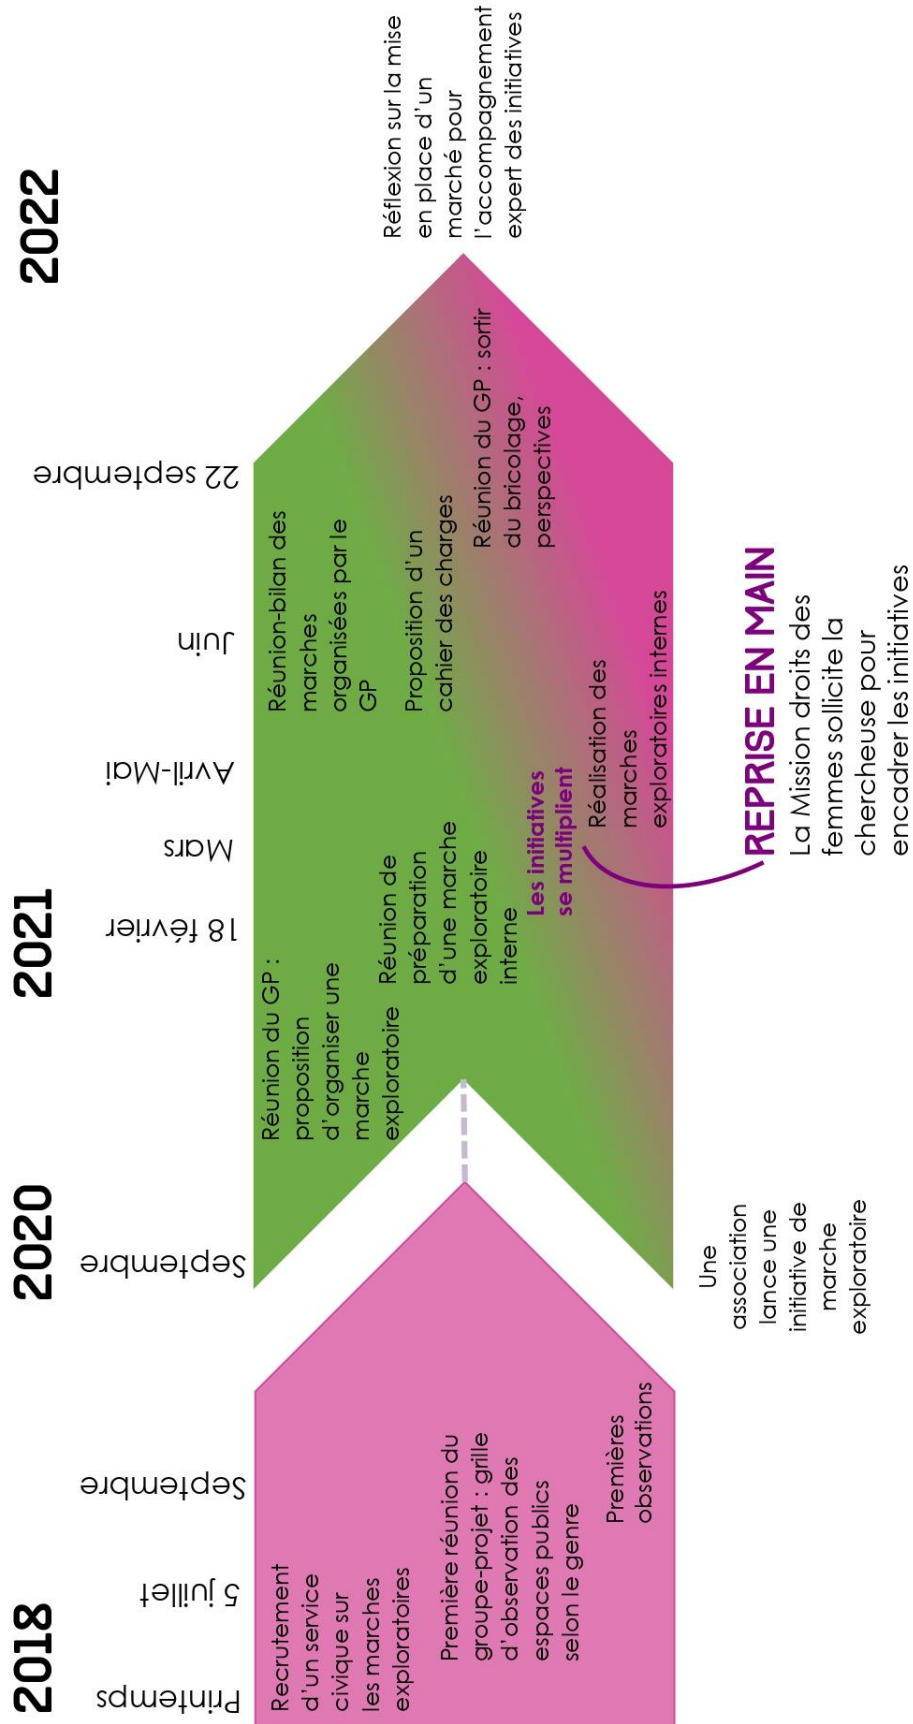 2018
2020
2021
2022
Printemps
5 juillet
Septembre
Septembre
18 février
Mars
Avril-Mai
Juin
22 septembre
Recrutement
d'un service
civique sur
les marches
exploratoires
Première réunion du
groupe-projet : grille
d'observation des
espaces publics
selon le genre
Premières
observations
Une
association
lance une
initiative de
marche
exploratoire
Réunion du GP :
proposition
d'organiser une
marche
exploratoire
Réunion de
préparation
d'une marche
exploratoire
interne
Les initiatives
se multiplient
Réalisation des
marches
exploratoires internes
REPRISE EN MAIN
La Mission droits des
femmes sollicite la
chercheuse pour
encadrer les initiatives
Réunion-bilan des
marches
organisées par le
GP
Proposition d'un
cahier des charges
Réunion du GP : sortir
du bricolage,
perspectives
Réflexion sur la mise
en place d'un
marché pour
l'accompagnement
expert des initiatives